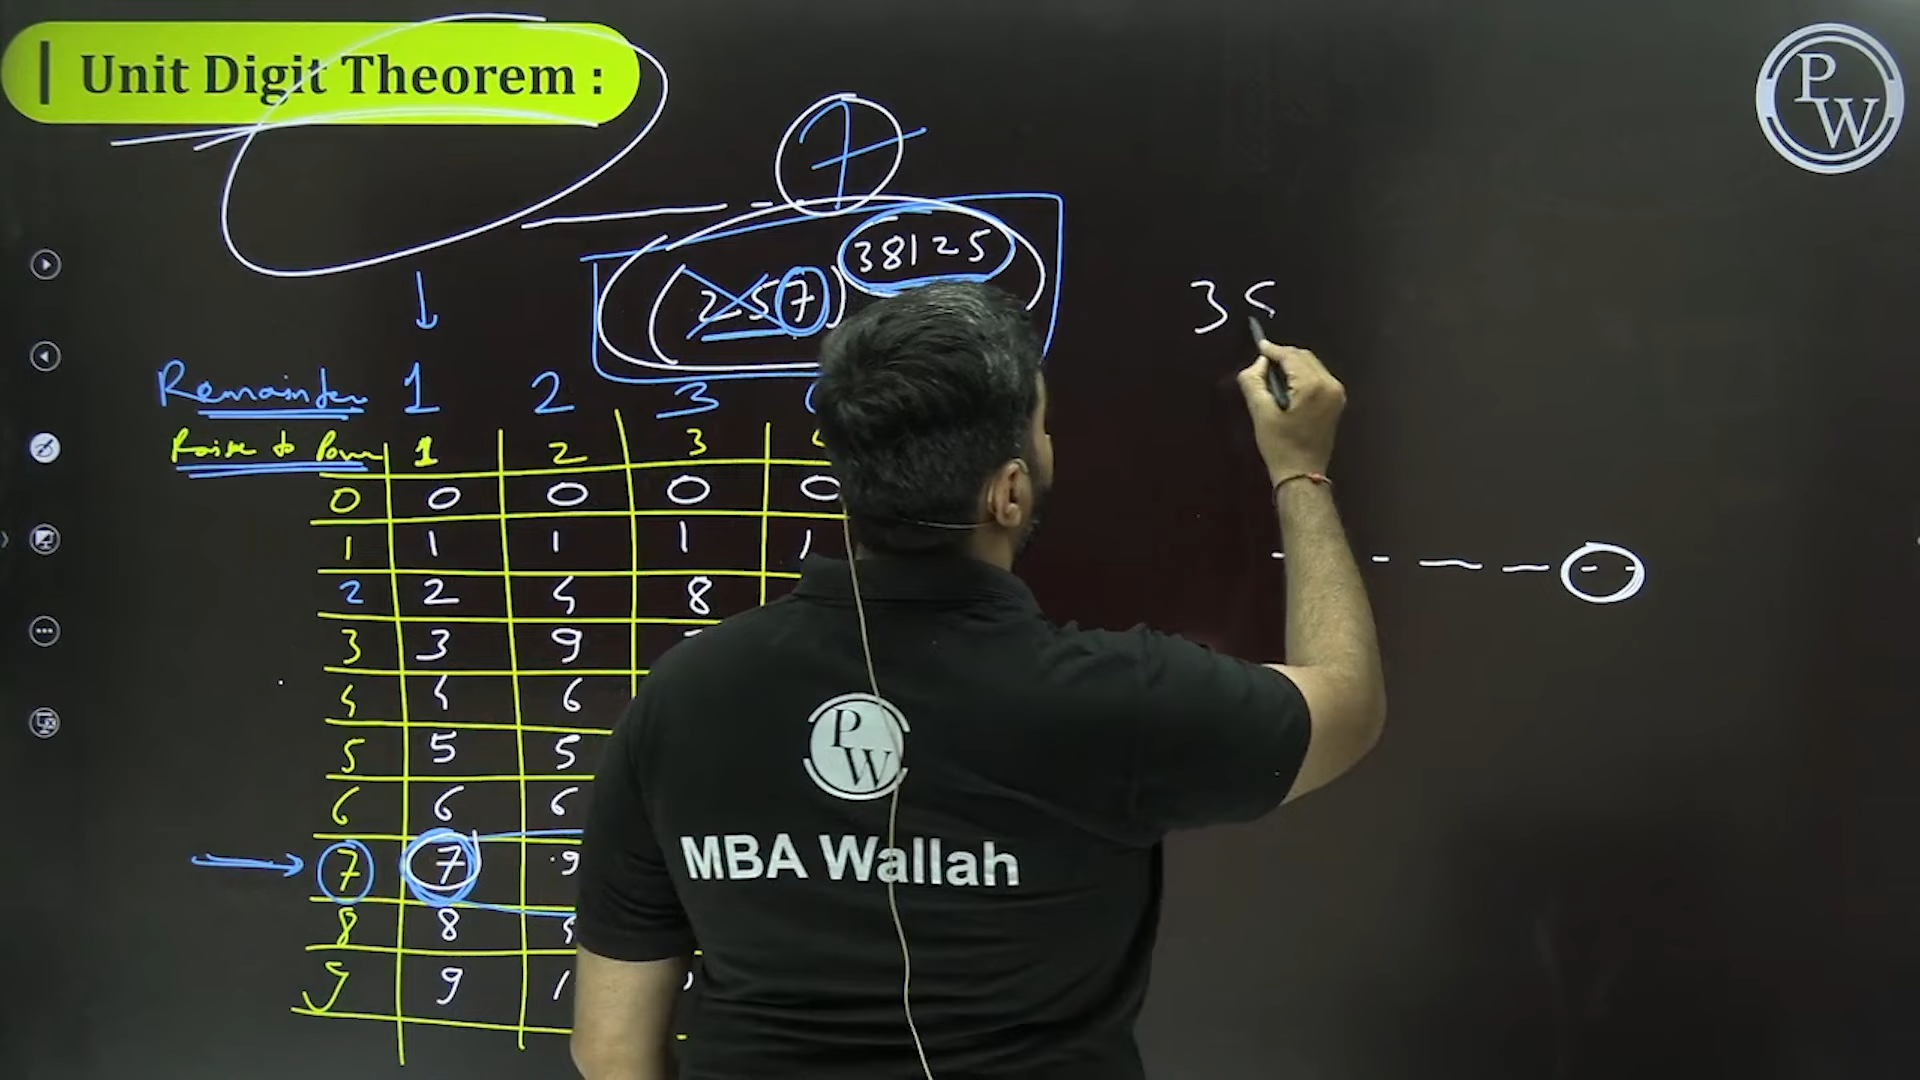 Unit Digit Theorem :
P
W
7
(257) 38125
35
Remainder 1 2 3
Raise to Power 1 2 3
0 0 0 0 0
1 1 1 1 1
2 2 4 8
3 3 9
4 4 6
5 5 5
6 6 6
7 7 9
8 8 4
9 9 1
P
W
MBA Wallah